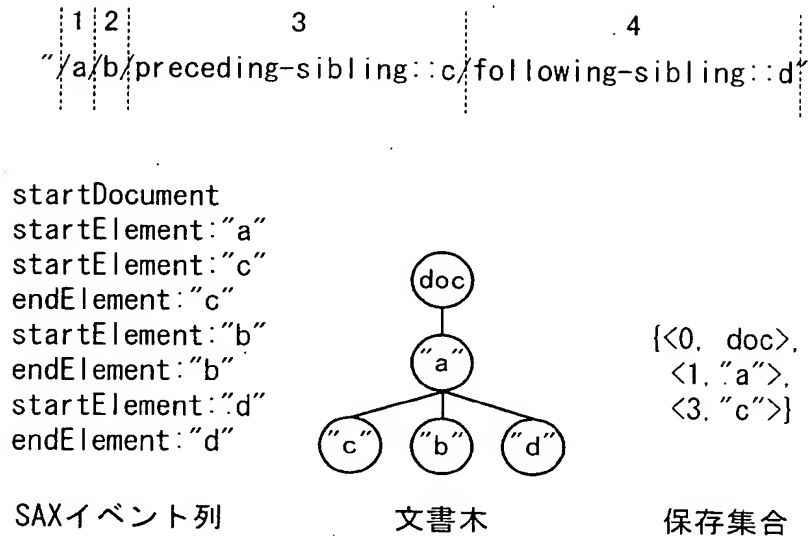 1 2 3 4
"/a/b/preceding-sibling::c/following-sibling::d"
startDocument
startElement:"a"
startElement:"c"
endElement:"c"
startElement:"b"
endElement:"b"
startElement:"d"
endElement:"d"
SAXイベント列
doc
"a"
"c" "b" "d"
文書木
{<0, doc>,
<1,"a">,
<3,"c">}
保存集合